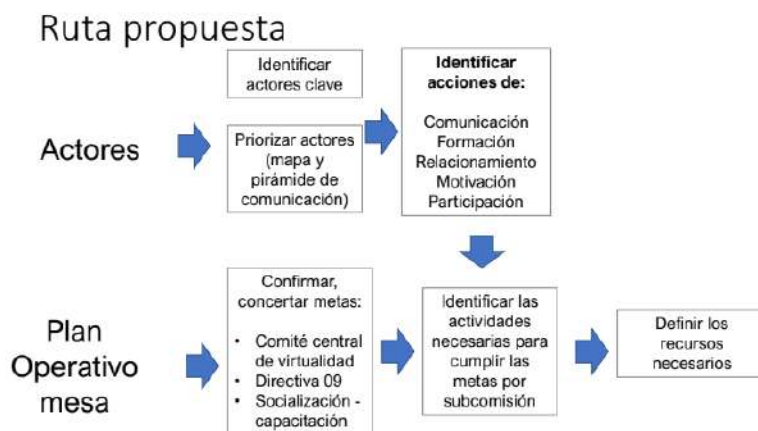 Ruta propuesta
Identificar
actores clave
Actores
Priorizar actores
(mapa y
pirámide de
comunicación)
Identificar
acciones de:
Comunicación
Formación
Relacionamiento
Motivación
Participación
Plan
Operativo
mesa
Confirmar,
concertar metas:
• Comité central
de virtualidad
• Directiva 09
• Socialización -
capacitación
Identificar las
actividades
necesarias para
cumplir las
metas por
subcomisión
Definir los
recursos
necesarios